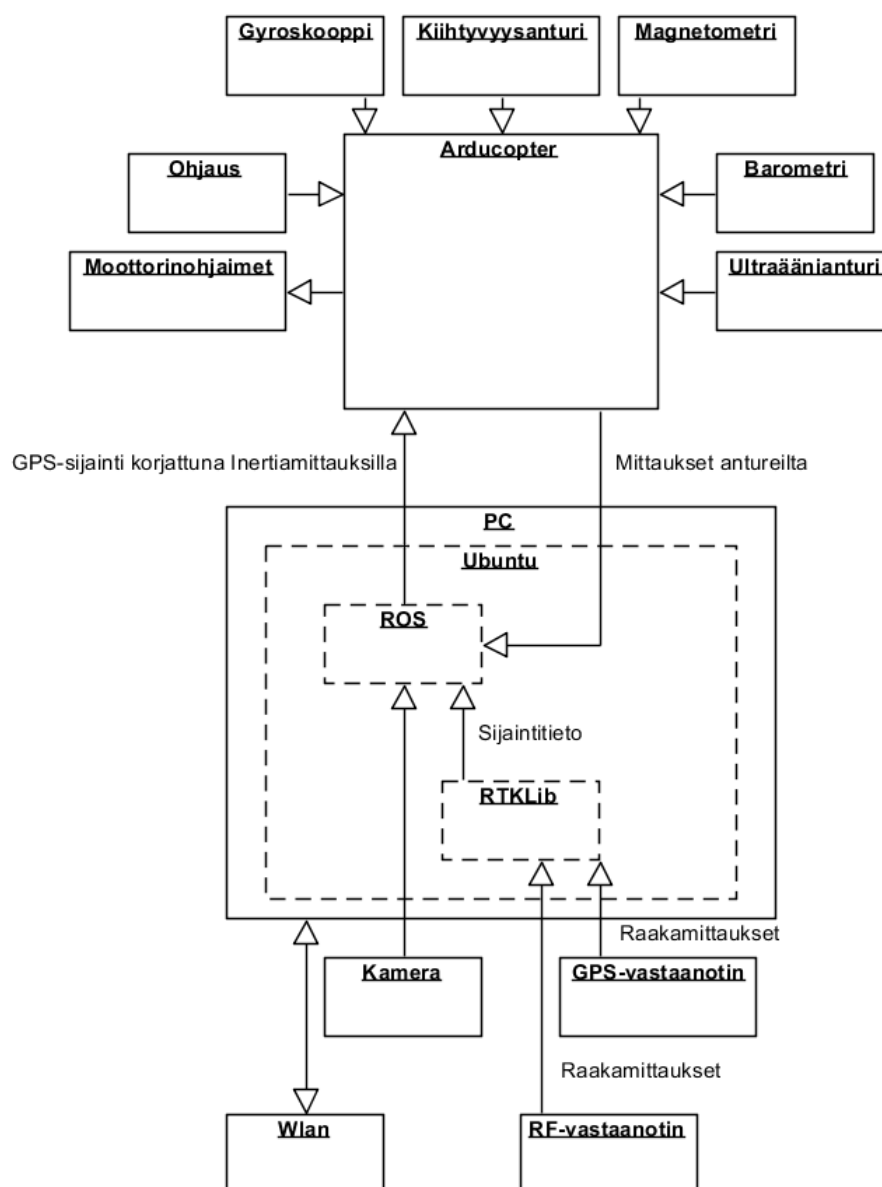 Gyroskooppi
Kiihtyvyysanturi
Magnetometri
Arducopter
Ohjaus
Barometri
Moottorinohjaimet
Ultraäänianturi
GPS-sijainti korjattuna Inertiamittauksilla
Mittaukset antureilta
PC
Ubuntu
ROS
Sijaintitieto
RTKLib
Raakamittaukset
Kamera
GPS-vastaanotin
Raakamittaukset
Wlan
RF-vastaanotin